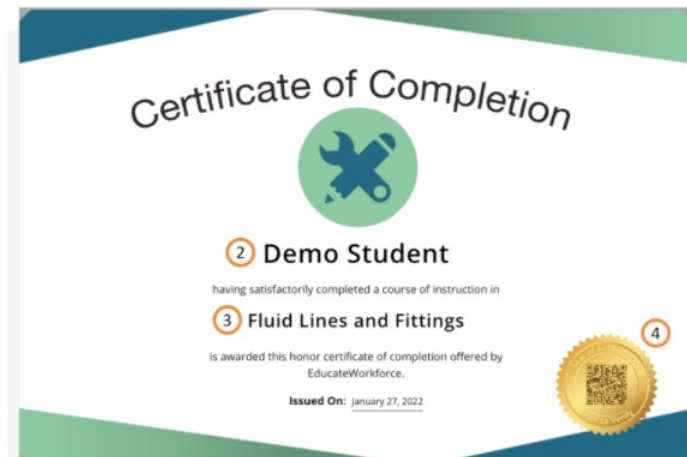 Certificate of Completion
2 Demo Student
having satisfactorily completed a course of instruction in
3 Fluid Lines and Fittings
4
is awarded this honor certificate of completion offered by
EducateWorkforce.
Issued On: January 27, 2022